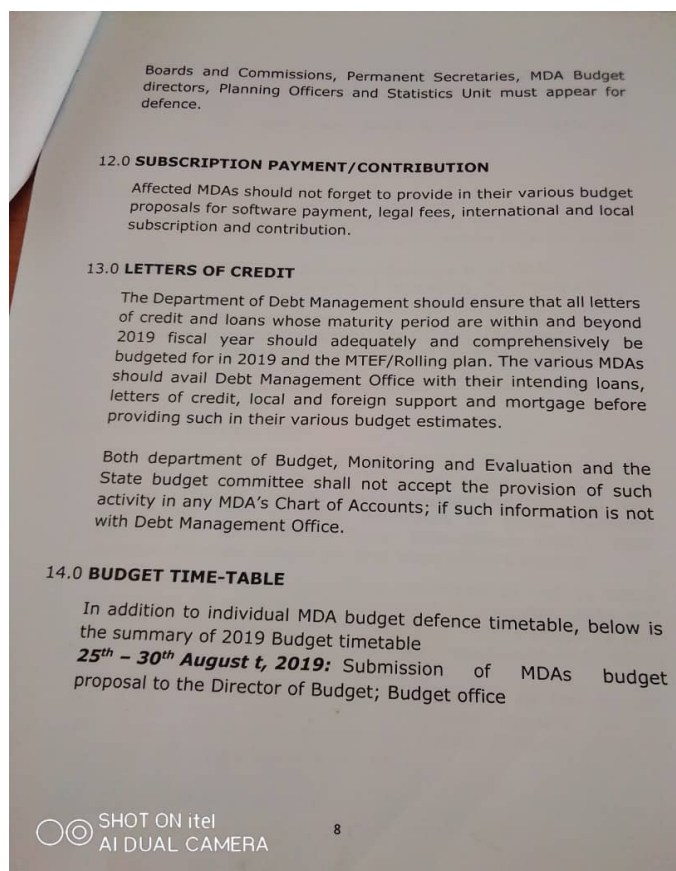 Boards and Commissions, Permanent Secretaries, MDA Budget
directors, Planning Officers and Statistics Unit must appear for
defence.
12.0 SUBSCRIPTION PAYMENT/CONTRIBUTION
Affected MDAs should not forget to provide in their various budget
proposals for software payment, legal fees, international and local
subscription and contribution.
13.0 LETTERS OF CREDIT
The Department of Debt Management should ensure that all letters
of credit and loans whose maturity period are within and beyond
2019 fiscal year should adequately and comprehensively be
budgeted for in 2019 and the MTEF/Rolling plan. The various MDAs
should avail Debt Management Office with their intending loans,
letters of credit, local and foreign support and mortgage before
providing such in their various budget estimates.
Both department of Budget, Monitoring and Evaluation and the
State budget committee shall not accept the provision of such
activity in any MDA's Chart of Accounts; if such information is not
with Debt Management Office.
14.0 BUDGET TIME-TABLE
In addition to individual MDA budget defence timetable, below is
the summary of 2019 Budget timetable
25th – 30th August t, 2019: Submission of MDAs budget
proposal to the Director of Budget; Budget office
8
SHOT ON itel
AI DUAL CAMERA